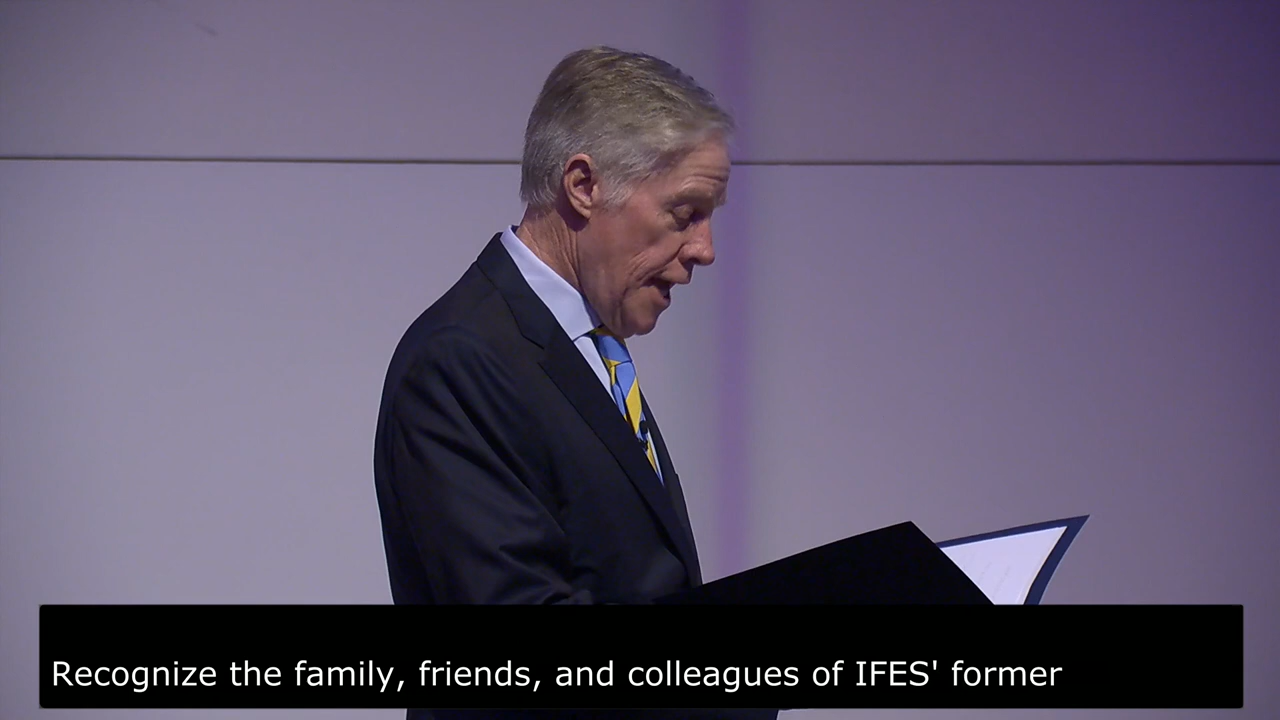 Recognize the family, friends, and colleagues of IFES' former